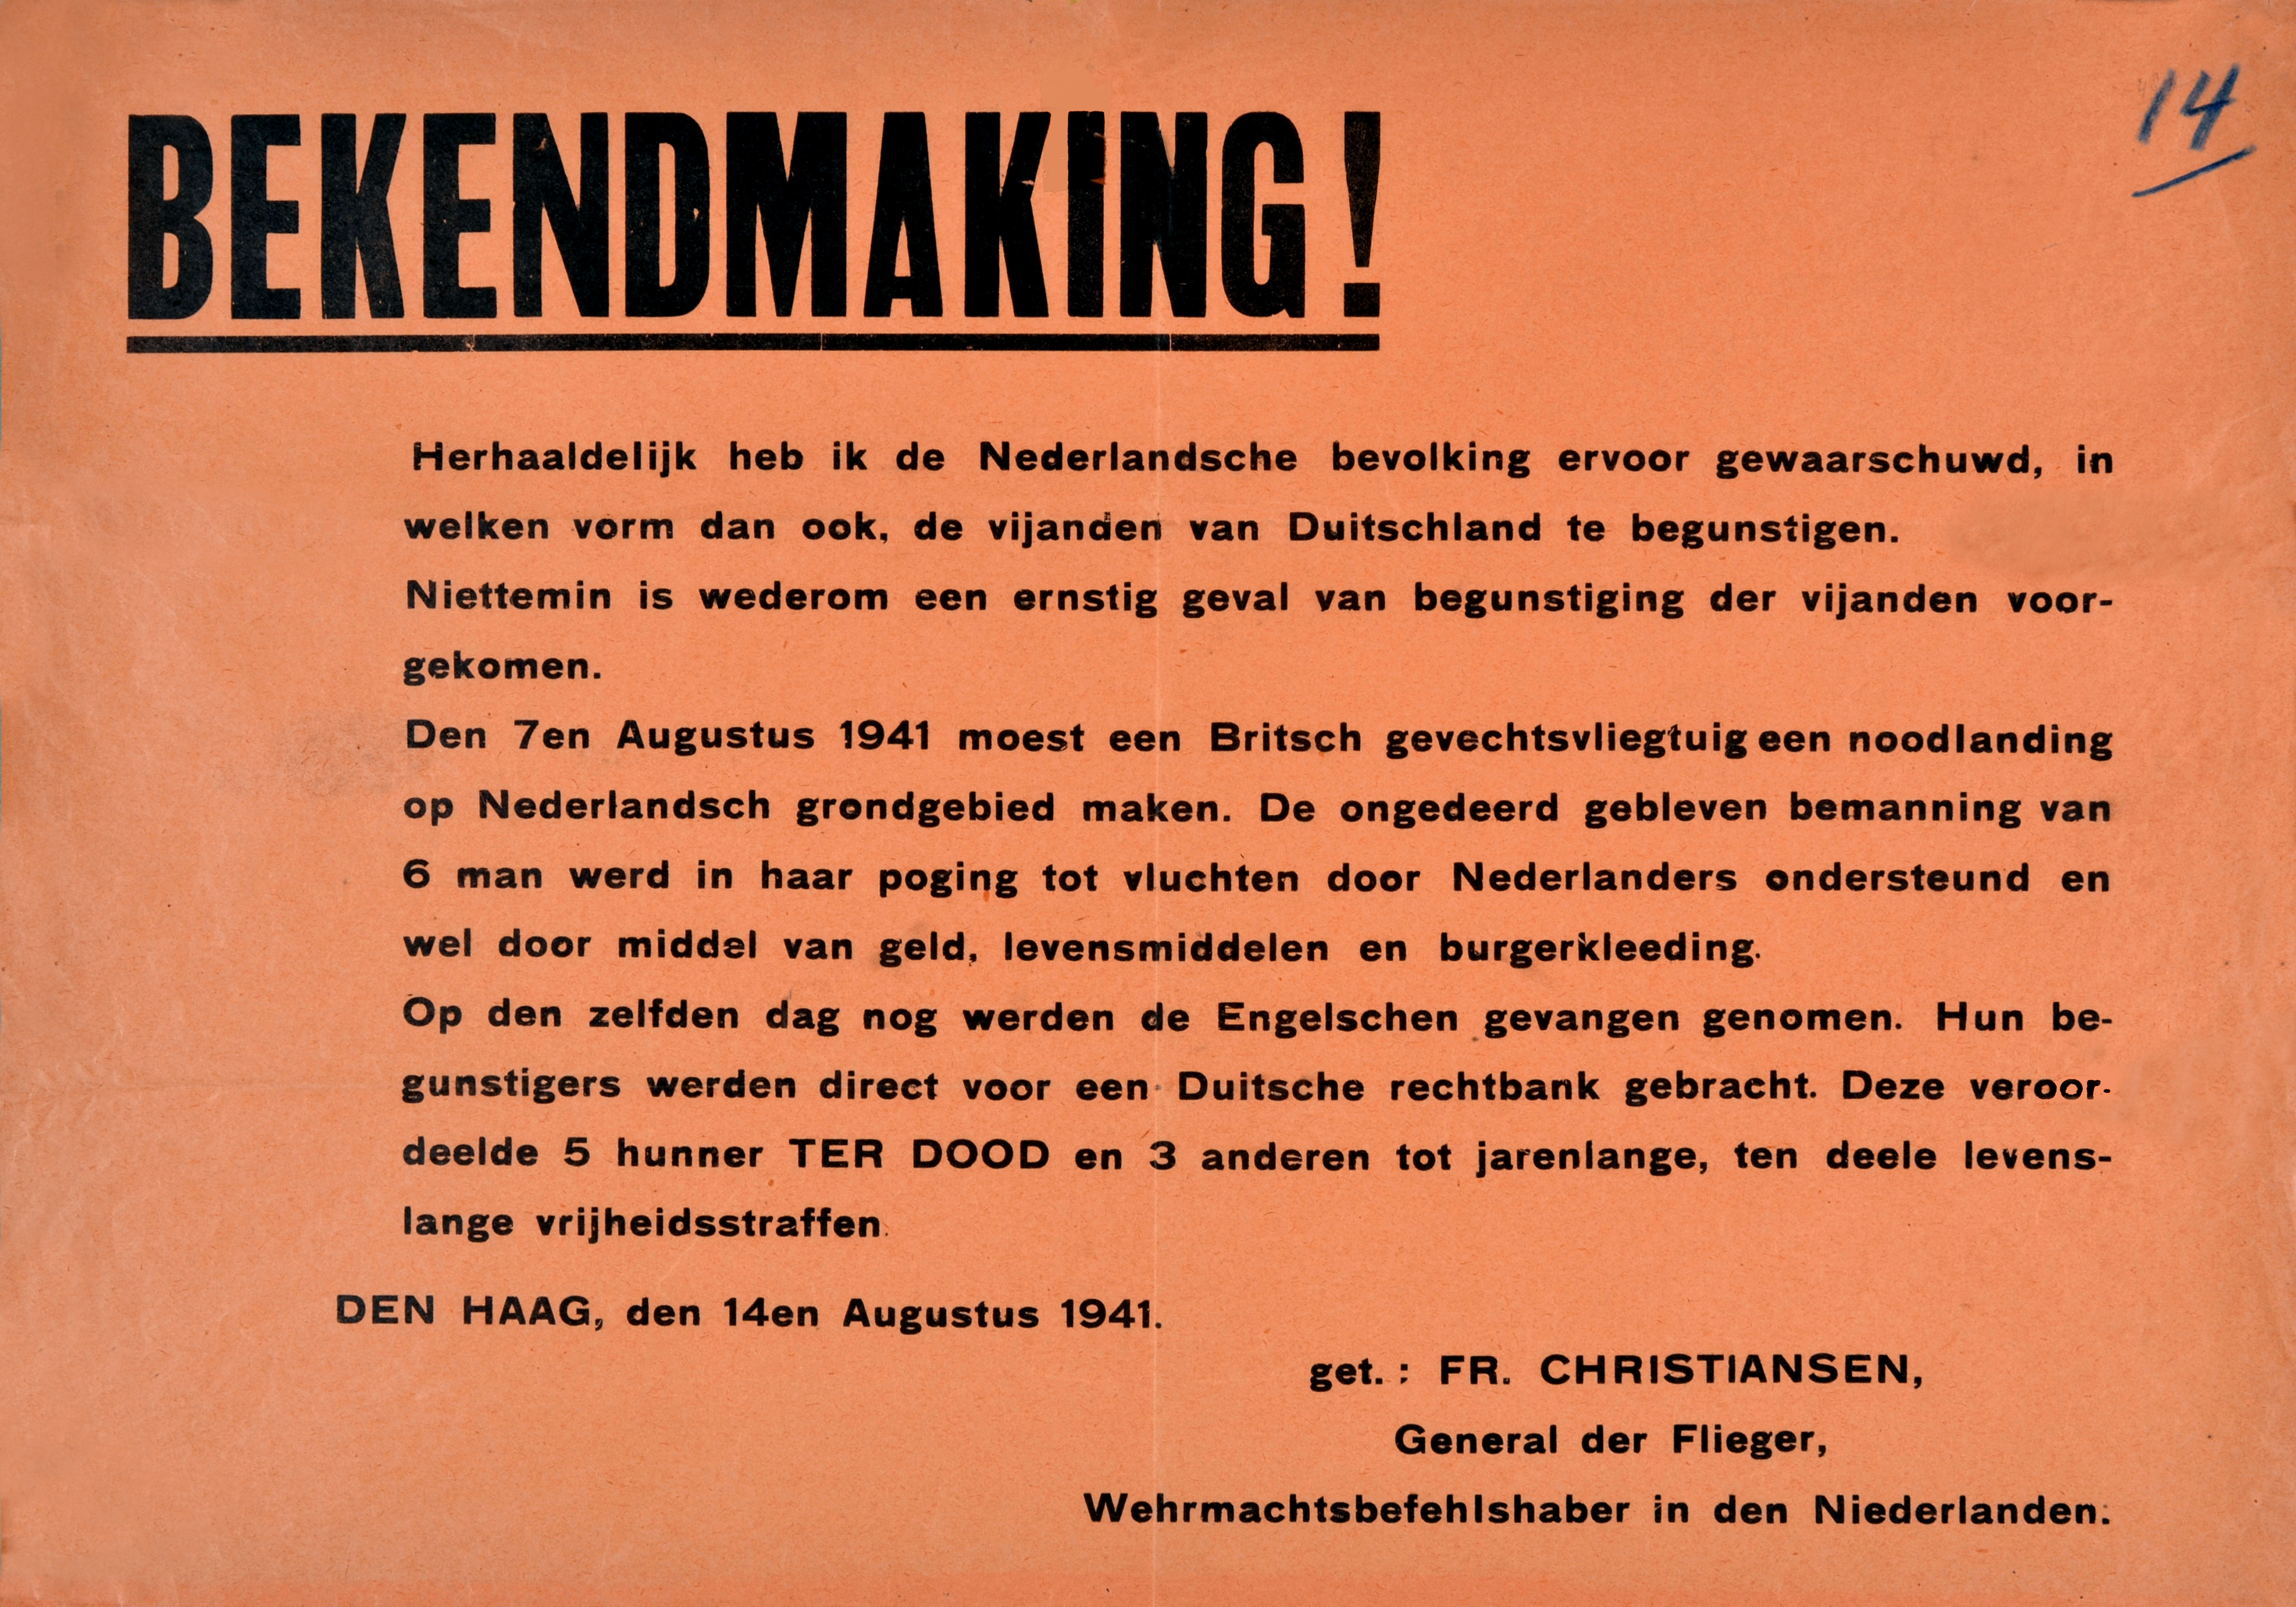 14
BEKENDMAKING!
Herhaaldelijk heb ik de Nederlandsche bevolking ervoor gewaarschuwd, in
welken vorm dan ook, de vijanden van Duitschland te begunstigen.
Niettemin is wederom een ernstig geval van begunstiging der vijanden voor-
gekomen.
Den 7en Augustus 1941 moest een Britsch gevechtsvliegtuig een noodlanding
op Nederlandsch grondgebied maken. De ongedeerd gebleven bemanning van
6 man werd in haar poging tot vluchten door Nederlanders ondersteund en
wel door middel van geld, levensmiddelen en burgerkleeding.
Op den zelfden dag nog werden de Engelschen gevangen genomen. Hun be-
gunstigers werden direct voor een Duitsche rechtbank gebracht. Deze veroor-
deelde 5 hunner TER DOOD en 3 anderen tot jarenlange, ten deele levens-
lange vrijheidsstraffen.
DEN HAAG, den 14en Augustus 1941.
get. : FR. CHRISTIANSEN,
General der Flieger,
Wehrmachtsbefehlshaber in den Niederlanden.